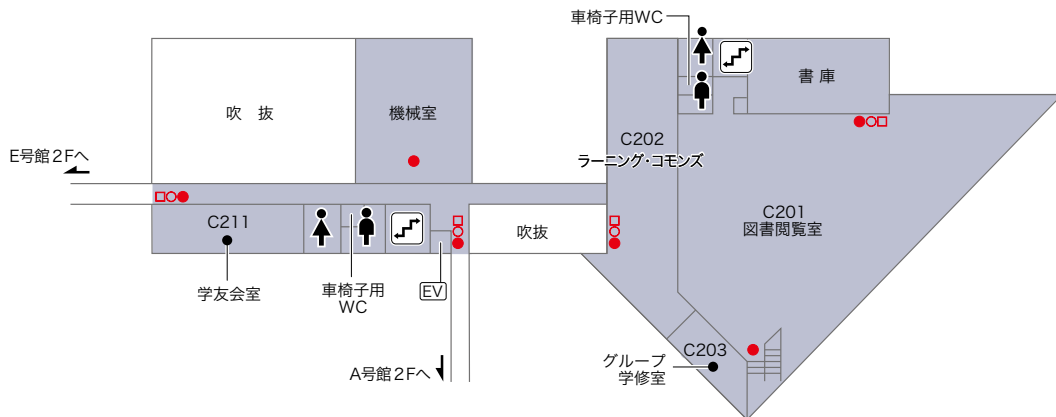 車椅子用WC
書 庫
吹 抜
機械室
C202
ラーニング・コモンズ
E号館2Fへ
C201
図書閲覧室
C211
吹抜
学友会室
車椅子用
WC
EV
C203
グループ
学修室
A号館2Fへ